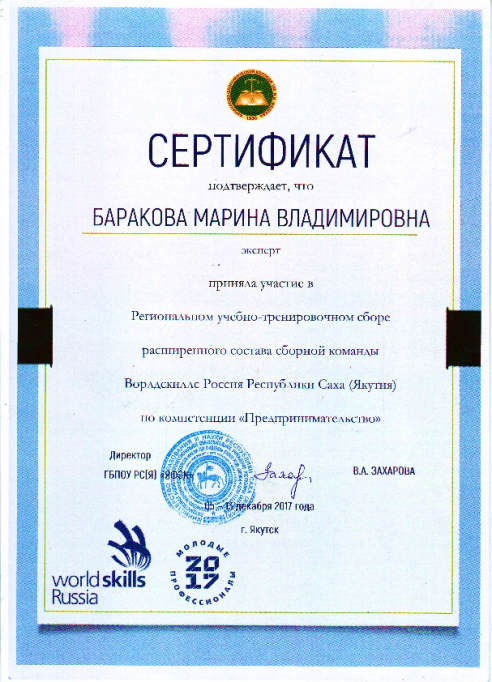 СЕРТИФИКАТ
подтверждает, что
БАРАКОВА МАРИНА ВЛАДИМИРОВНА
эксперт
приняла участие в
Региональном учебно-тренировочном сборе
расширенного состава сборной команды
Ворлдскиллс Россия Республики Саха (Якутия)
по компетенции «Предпринимательство»
Директор
ГБПОУ РС(Я) «ЯФЭК»
В.А. ЗАХАРОВА
декабря 2017 года
г. Якутск
worldskills
Russia
МОЛОДЫЕ
2017
ПРОФЕССИОНАЛЫ